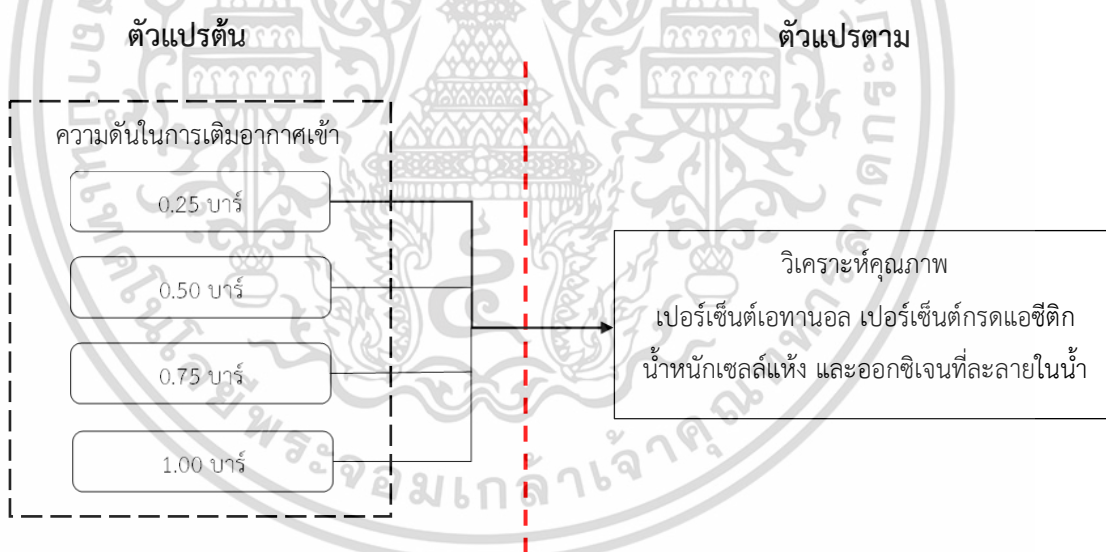 ตัวแปรต้น
ตัวแปรตาม
ความดันในการเติมอากาศเข้า
0.25 บาร์
0.50 บาร์
0.75 บาร์
1.00 บาร์
วิเคราะห์คุณภาพ
เปอร์เซ็นต์เอทานอล เปอร์เซ็นต์กรดแอซีติก
น้ำหนักเซลล์แห้ง และออกซิเจนที่ละลายในน้ำ